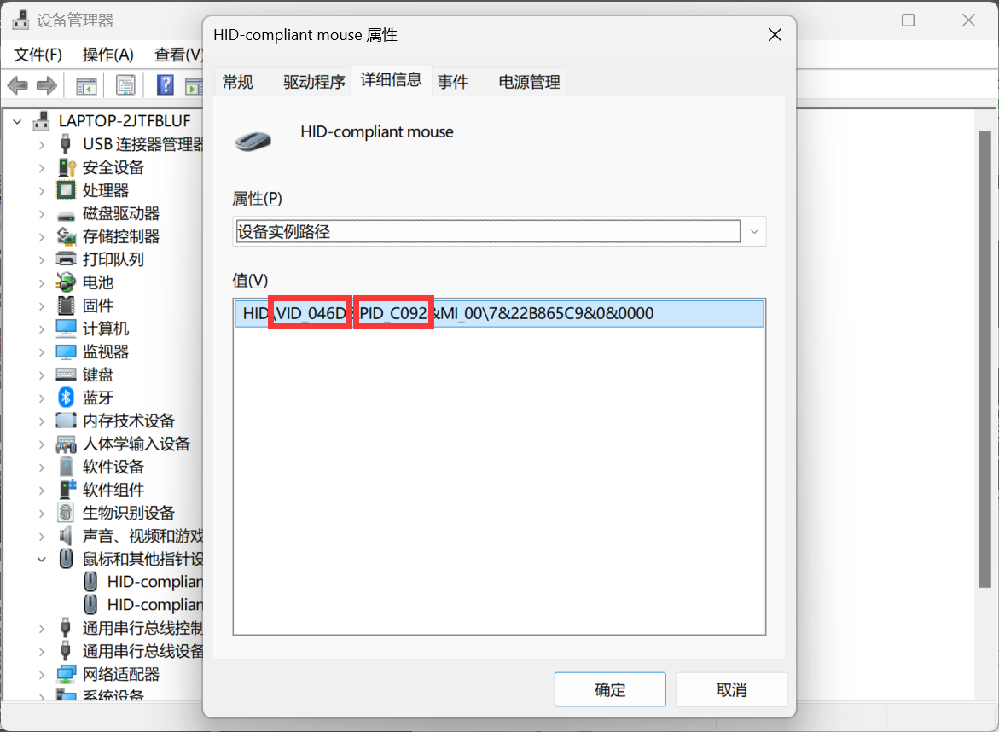 设备管理器
文件(F) 操作(A) 查看(V)
LAPTOP-2JTFBLUF
USB 连接器管理器
安全设备
处理器
磁盘驱动器
存储控制器
打印队列
电池
固件
计算机
监视器
键盘
蓝牙
内存技术设备
人体学输入设备
软件设备
软件组件
生物识别设备
声音、视频和游戏
鼠标和其他指针设
HID-complian
HID-complian
通用串行总线控制
通用串行总线设备
网络适配器
系统设备
HID-compliant mouse 属性
常规 驱动程序 详细信息 事件 电源管理
HID-compliant mouse
属性(P)
设备实例路径
值(V)
HID\VID_046D&PID_C092&MI_00\7&22B865C9&0&0000
确定 取消